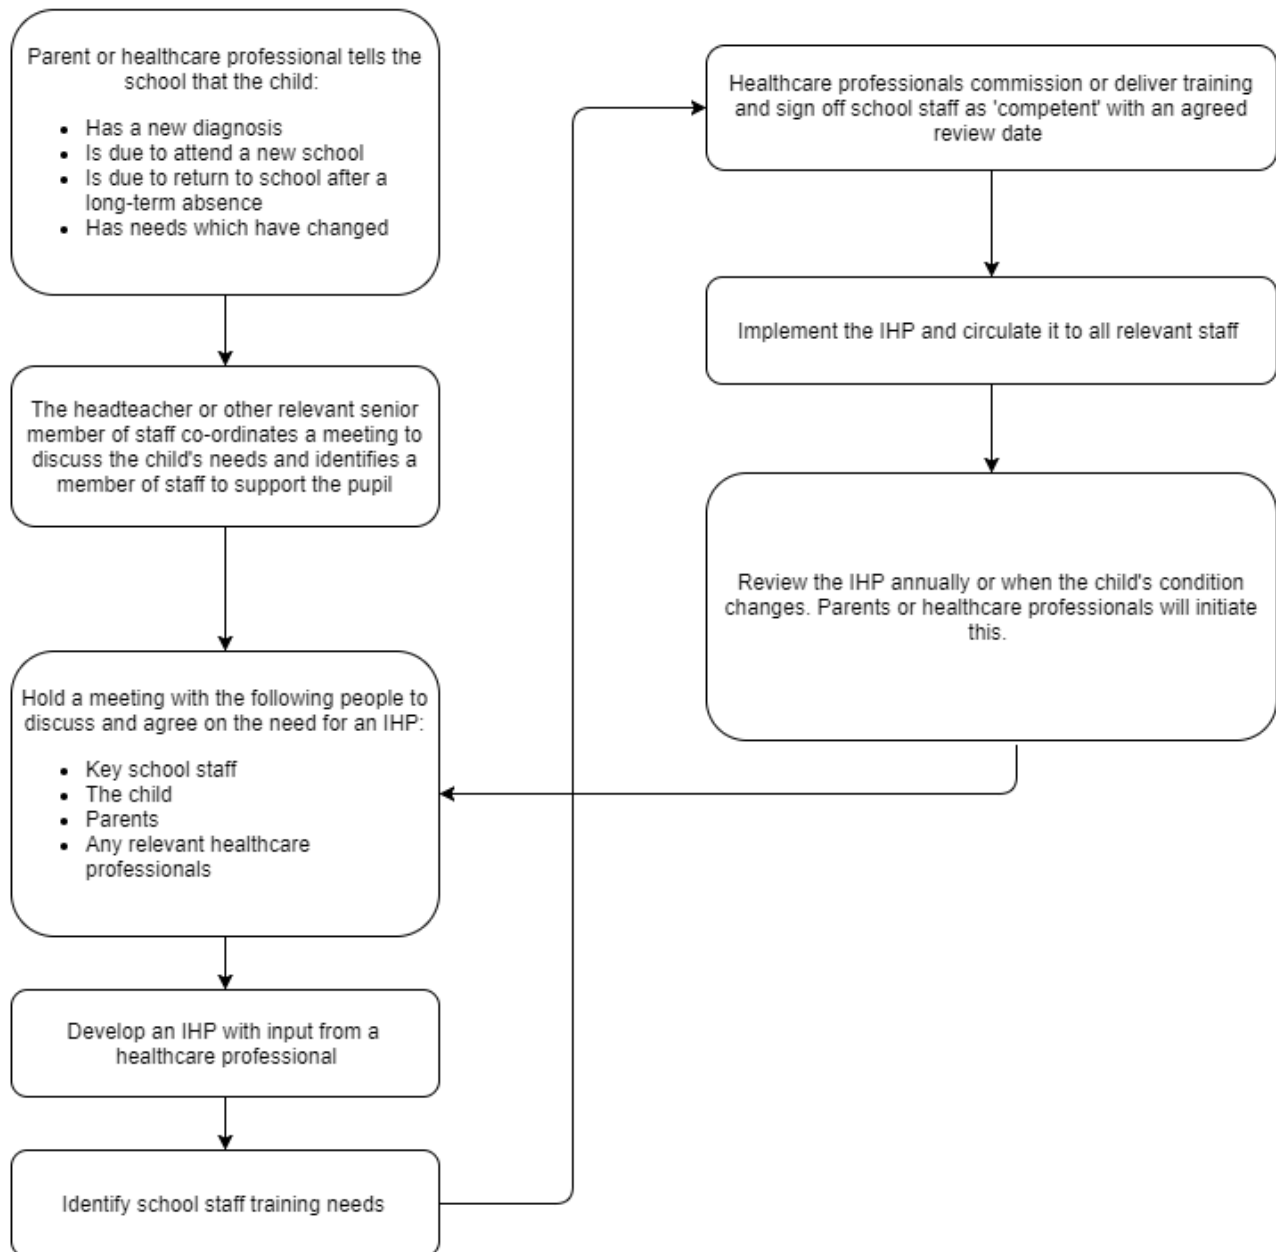 Parent or healthcare professional tells the
school that the child:
• Has a new diagnosis
• Is due to attend a new school
• Is due to return to school after a
long-term absence
• Has needs which have changed
The headteacher or other relevant senior
member of staff co-ordinates a meeting to
discuss the child's needs and identifies a
member of staff to support the pupil
Hold a meeting with the following people to
discuss and agree on the need for an IHP:
• Key school staff
• The child
• Parents
• Any relevant healthcare
professionals
Develop an IHP with input from a
healthcare professional
Identify school staff training needs
Healthcare professionals commission or deliver training
and sign off school staff as 'competent' with an agreed
review date
Implement the IHP and circulate it to all relevant staff
Review the IHP annually or when the child's condition
changes. Parents or healthcare professionals will initiate
this.